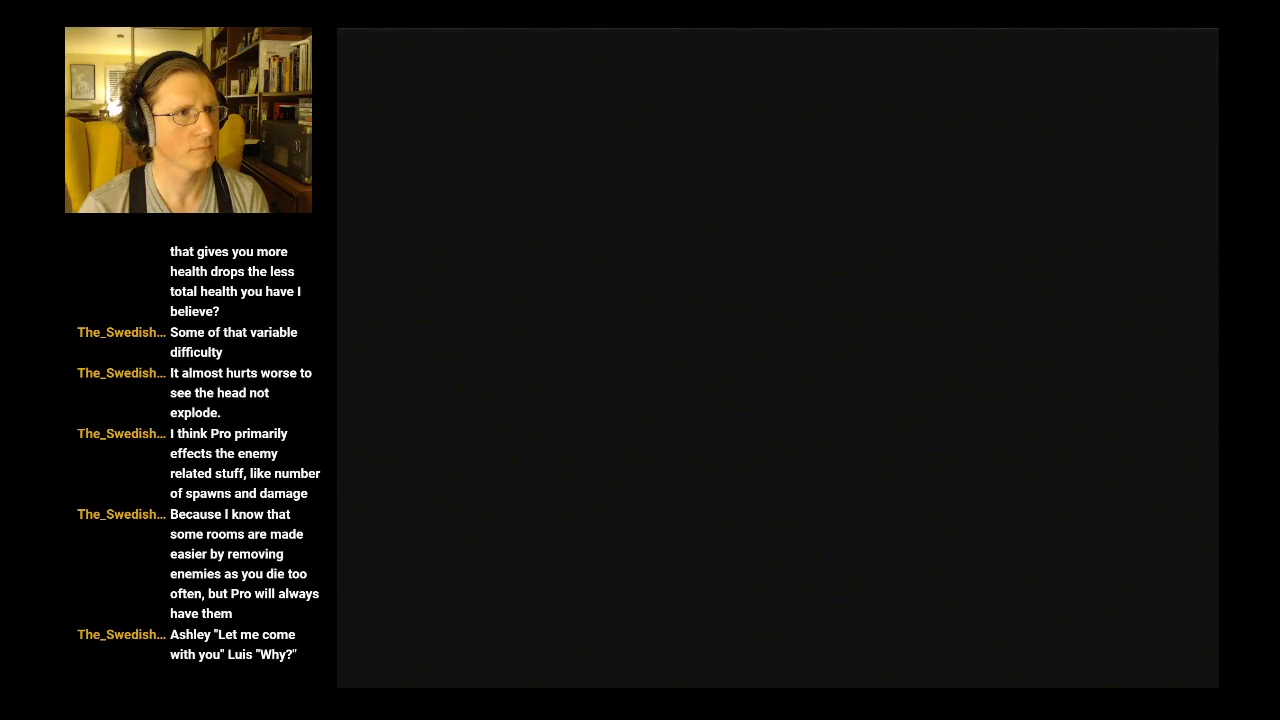 that gives you more
health drops the less
total health you have I
believe?
The_Swedish... Some of that variable
difficulty
The_Swedish... It almost hurts worse to
see the head not
explode.
The_Swedish... I think Pro primarily
effects the enemy
related stuff, like number
of spawns and damage
The_Swedish... Because I know that
some rooms are made
easier by removing
enemies as you die too
often, but Pro will always
have them
The_Swedish... Ashley "Let me come
with you" Luis "Why?"